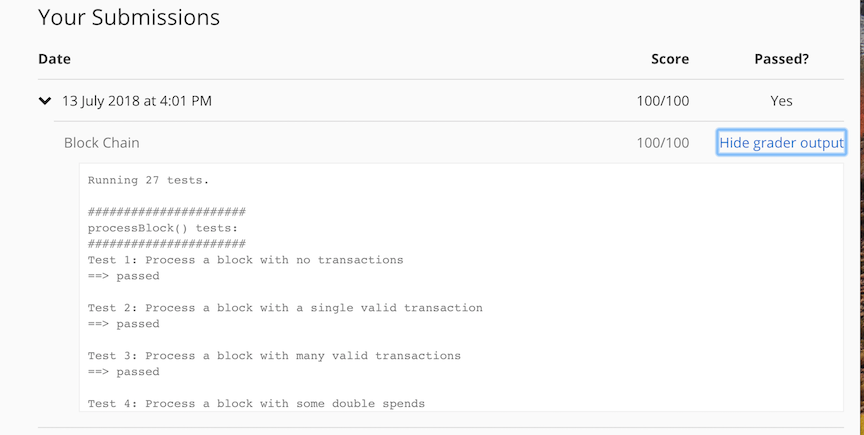 Your Submissions
Date Score Passed?
13 July 2018 at 4:01 PM 100/100 Yes
Block Chain 100/100 Hide grader output
Running 27 tests.
######################
processBlock() tests:
######################
Test 1: Process a block with no transactions
==> passed
Test 2: Process a block with a single valid transaction
==> passed
Test 3: Process a block with many valid transactions
==> passed
Test 4: Process a block with some double spends